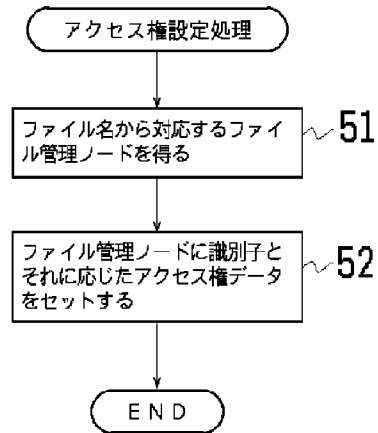 アクセス権設定処理
ファイル名から対応するファイ
ル管理ノードを得る
51
ファイル管理ノードに識別子と
それに応じたアクセス権データ
をセットする
52
END